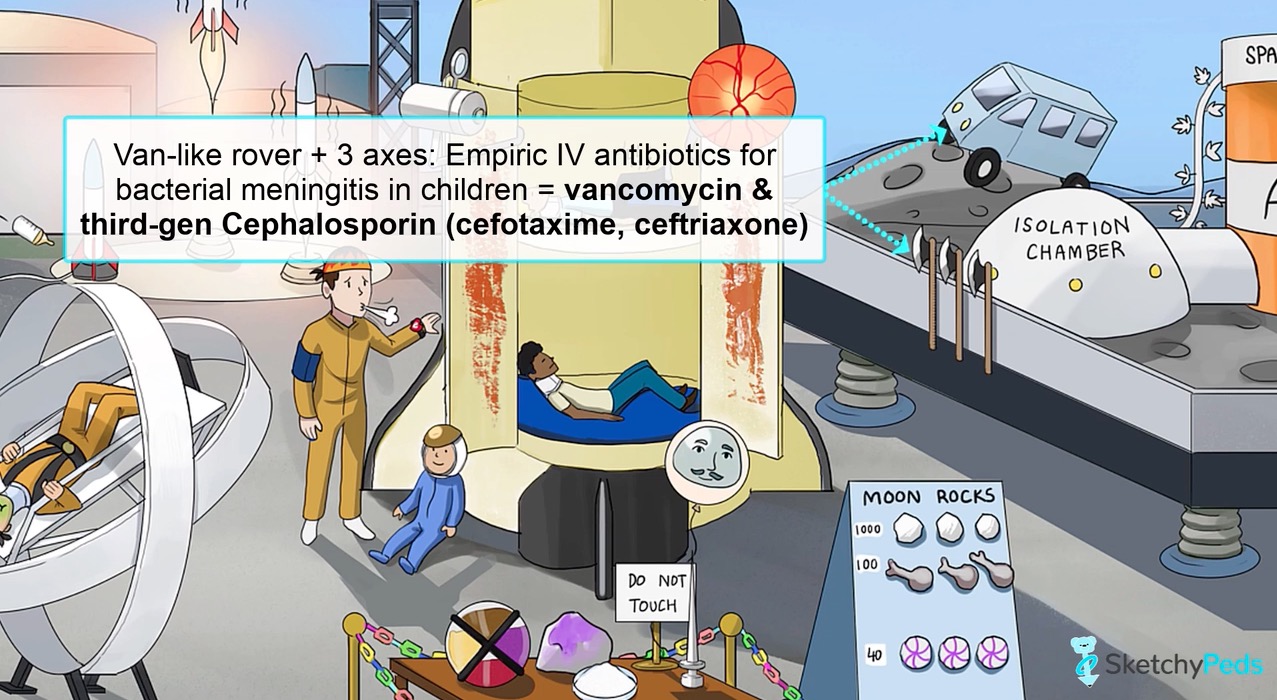 Van-like rover + 3 axes: Empiric IV antibiotics for
bacterial meningitis in children = vancomycin &
third-gen Cephalosporin (cefotaxime, ceftriaxone)
SPA
ISOLATION
CHAMBER
A
MOON ROCKS
1000
100
40
DO NOT
TOUCH
SketchyPeds